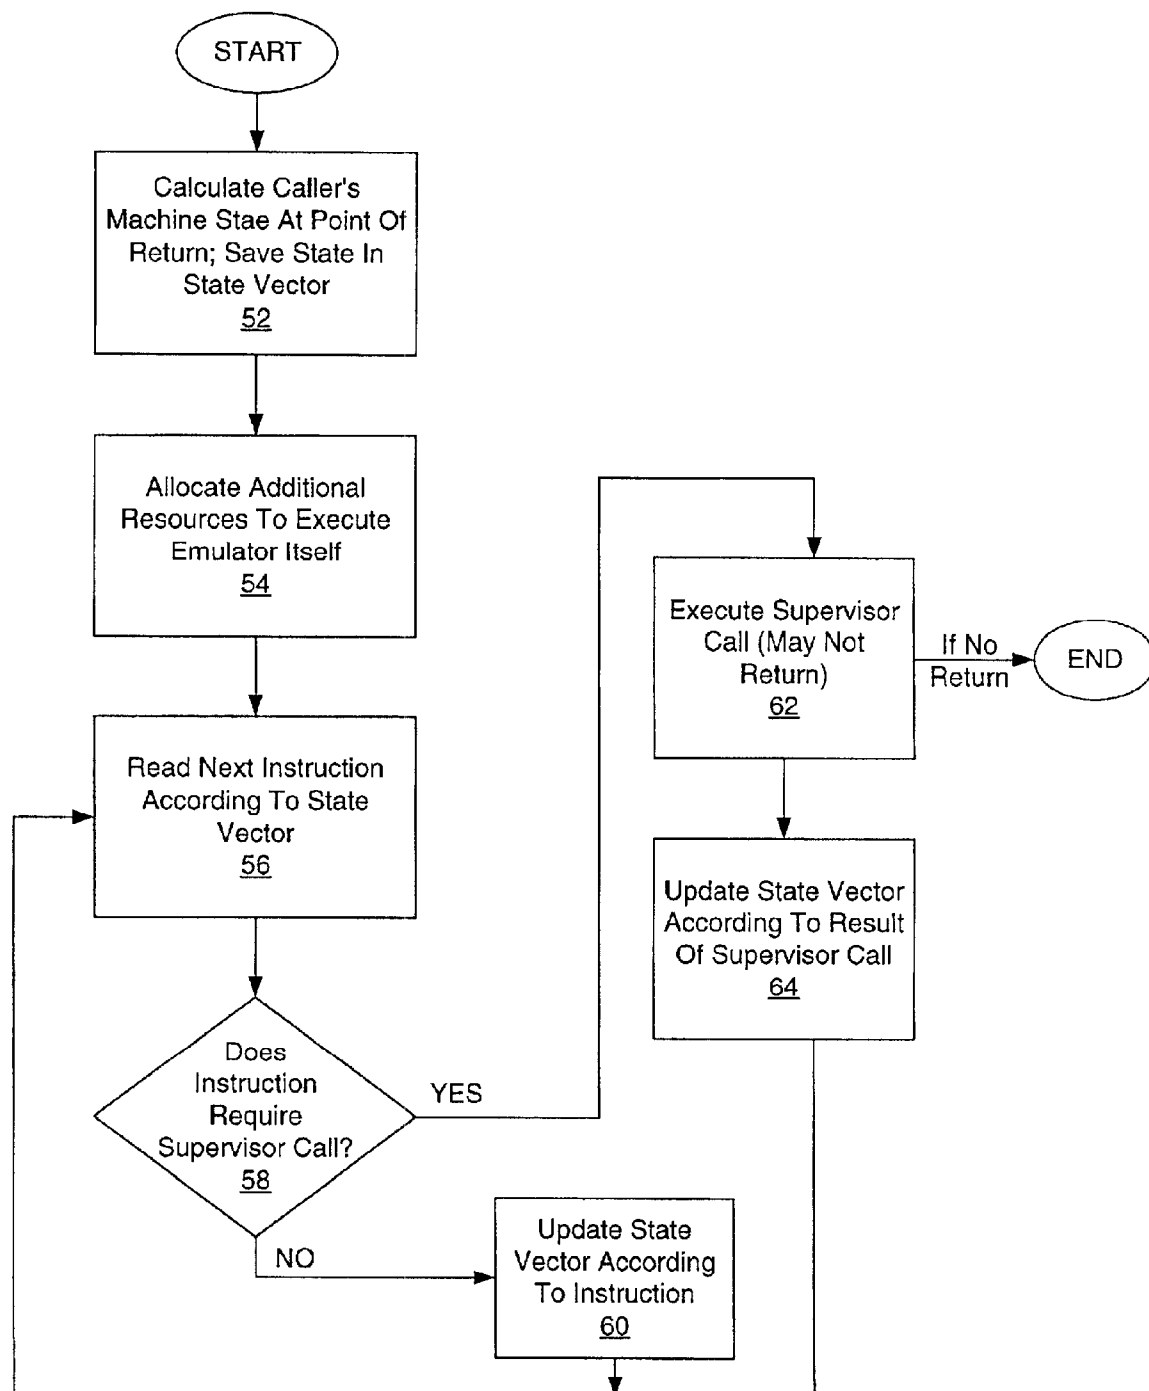 START
Calculate Caller's
Machine Stae At Point Of
Return; Save State In
State Vector
52
Allocate Additional
Resources To Execute
Emulator Itself
54
Read Next Instruction
According To State
Vector
56
Does
Instruction
Require
Supervisor Call?
58
YES
NO
Update State
Vector According
To Instruction
60
Execute Supervisor
Call (May Not
Return)
62
If No
Return
END
Update State Vector
According To Result
Of Supervisor Call
64